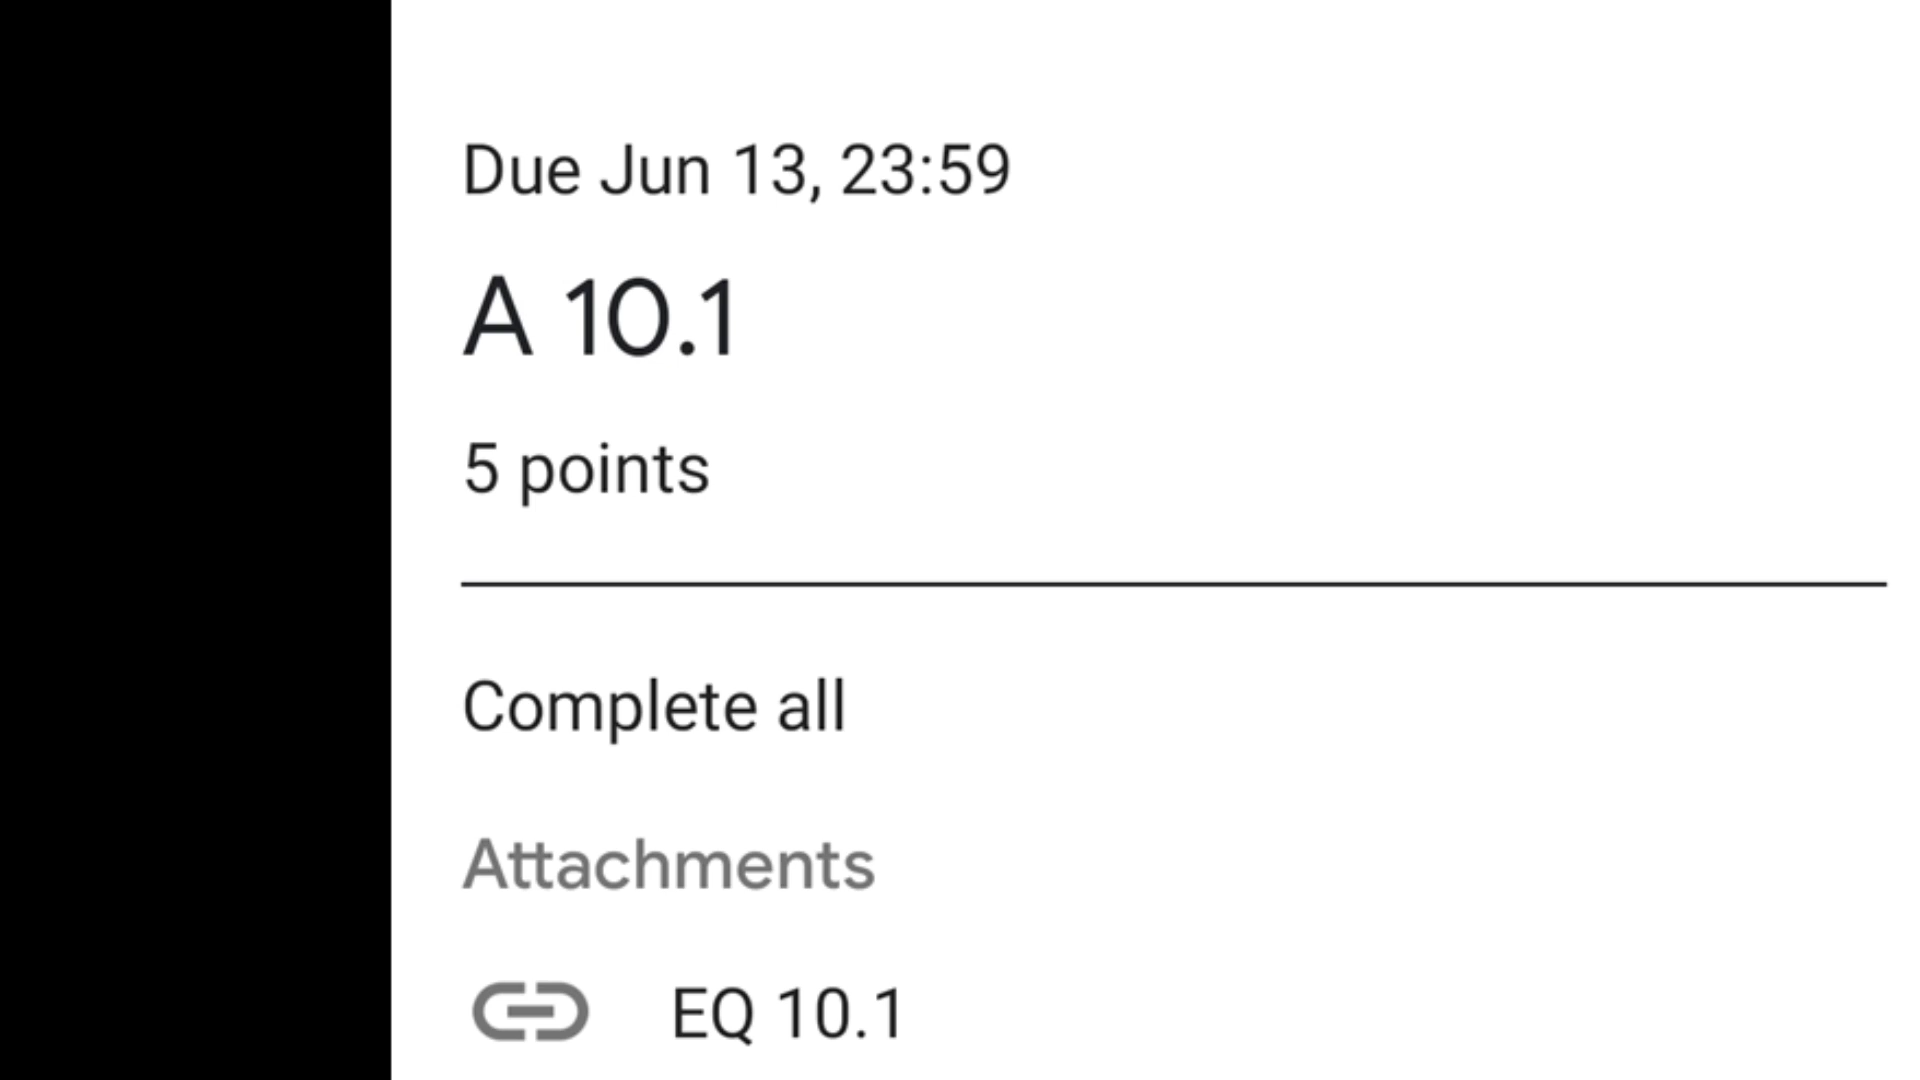 Due Jun 13, 23:59
A 10.1
5 points
Complete all
Attachments
EQ 10.1